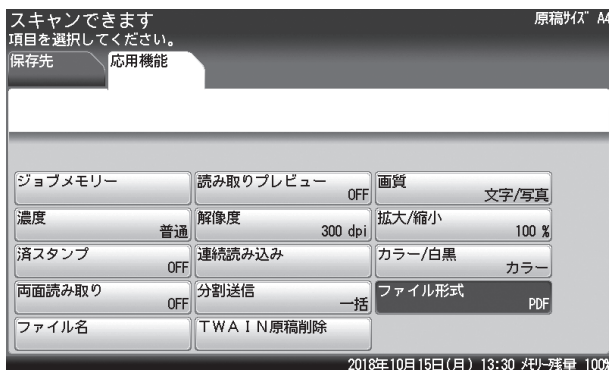 スキャンできます 原稿ｻｲｽﾞ A4
項目を選択してください。
保存先 応用機能
ジョブメモリー 読み取りプレビュー OFF 画質 文字/写真
濃度 普通 解像度 300 dpi 拡大/縮小 100 %
済スタンプ OFF 連続読み込み カラー/白黒 カラー
両面読み取り OFF 分割送信 一括 ファイル形式 PDF
ファイル名 ＴＷＡＩＮ原稿削除
2018年10月15日(月) 13:30 ﾒﾓﾘｰ残量 100%